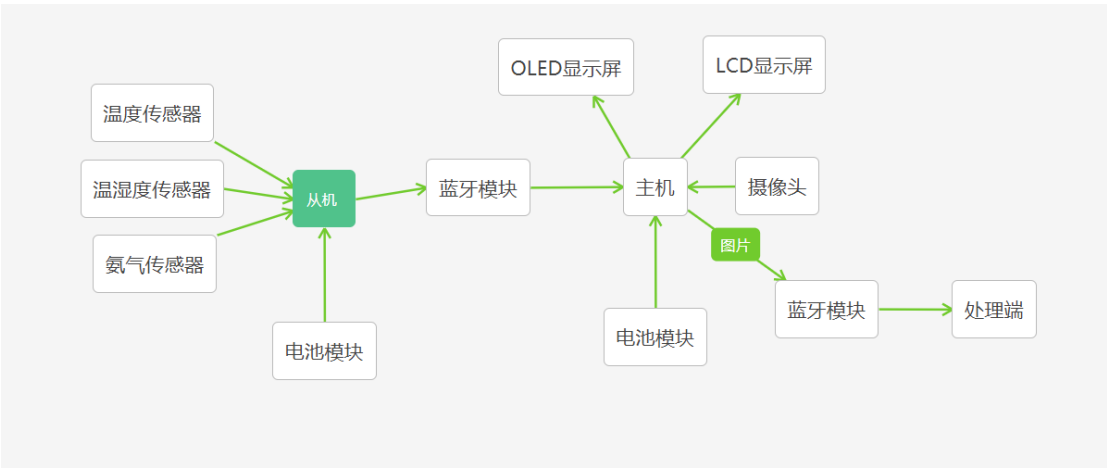 OLED显示屏
LCD显示屏
温度传感器
温湿度传感器
氨气传感器
从机
蓝牙模块
主机
摄像头
图片
蓝牙模块
处理端
电池模块
电池模块